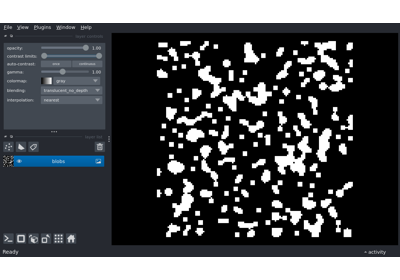 File View Plugins Window Help
opacity: 1.00
contrast limits:
auto-contrast: once continuous
gamma: 1.00
colormap: gray
blending: translucent_no_depth
interpolation: nearest
blobs
Ready
activity